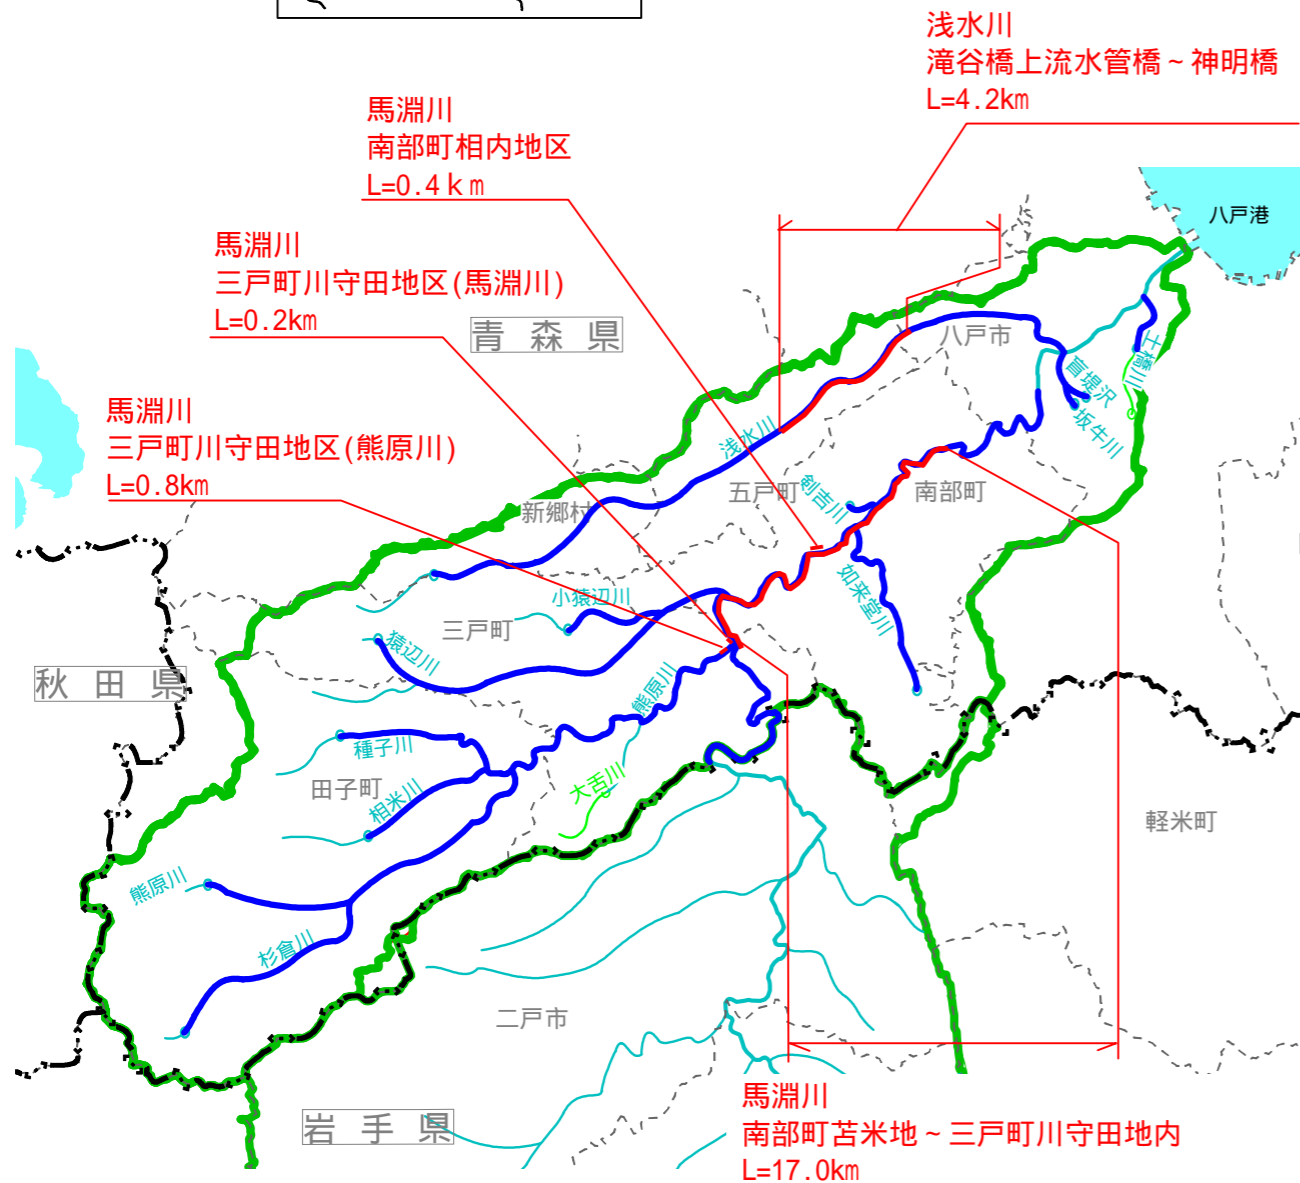 浅水川
滝谷橋上流水管橋~神明橋
L=4.2km
馬淵川
南部町相内地区
L=0.4km
八戸港
馬淵川
三戸町川守田地区(馬淵川)
L=0.2km
青森県
八戸市
土橋川
盲堤沢
坂牛川
馬淵川
三戸町川守田地区(熊原川)
L=0.8km
浅水川
五戸町
剣吉川
南部町
新郷村
如来堂川
小猿辺川
三戸町
猿辺川
秋田県
熊原川
種子川
田子町
相米川
大舌川
軽米町
熊原川
杉倉川
二戸市
岩手県
馬淵川
南部町苫米地~三戸町川守田地内
L=17.0km